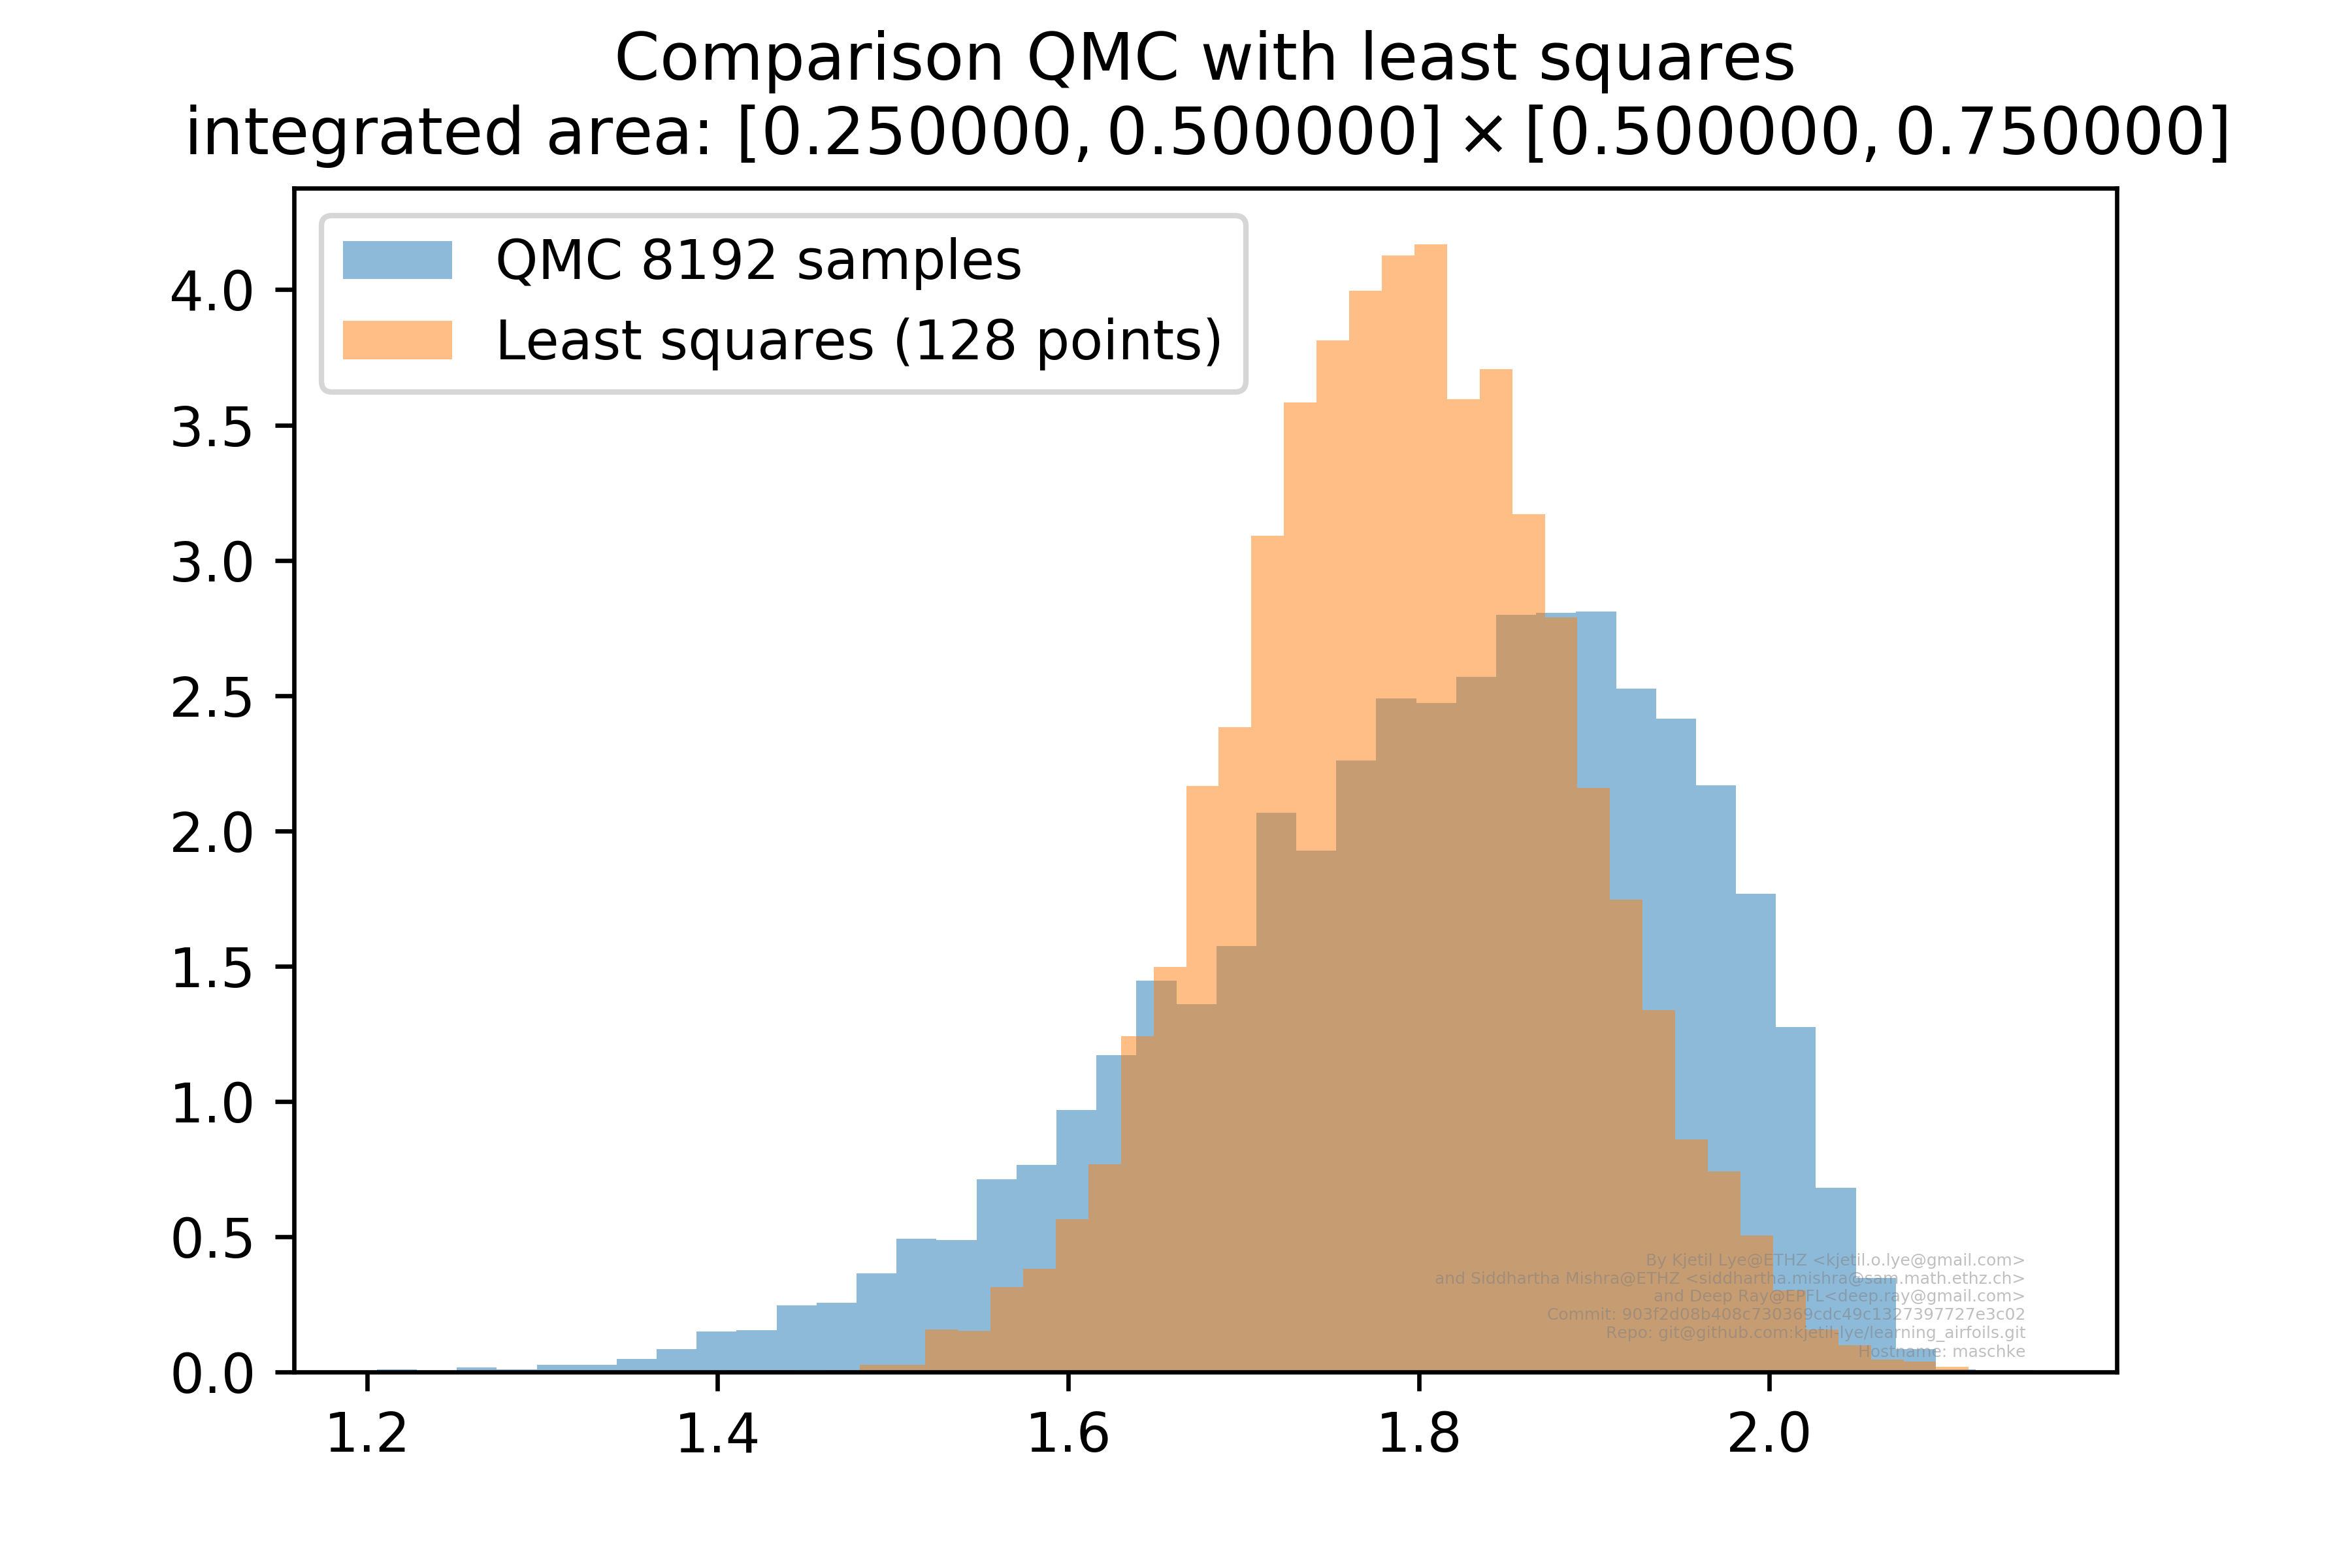 Comparison QMC with least squares
integrated area: [0.250000, 0.500000] × [0.500000, 0.750000]
QMC 8192 samples
Least squares (128 points)
4.0
3.5
3.0
2.5
2.0
1.5
1.0
0.5
0.0
By Kjetil Lye@ETHZ <kjetil.o.lye@gmail.com>
and Siddhartha Mishra@ETHZ <siddhartha.mishra@sam.math.ethz.ch>
and Deep Ray@EPFL<deep.ray@gmail.com>
Commit: 903f2d08b408c730369cdc49c1327397727e3c02
Repo: git@github.com:kjetil-lye/learning_airfoils.git
Hostname: maschke
1.2 1.4 1.6 1.8 2.0